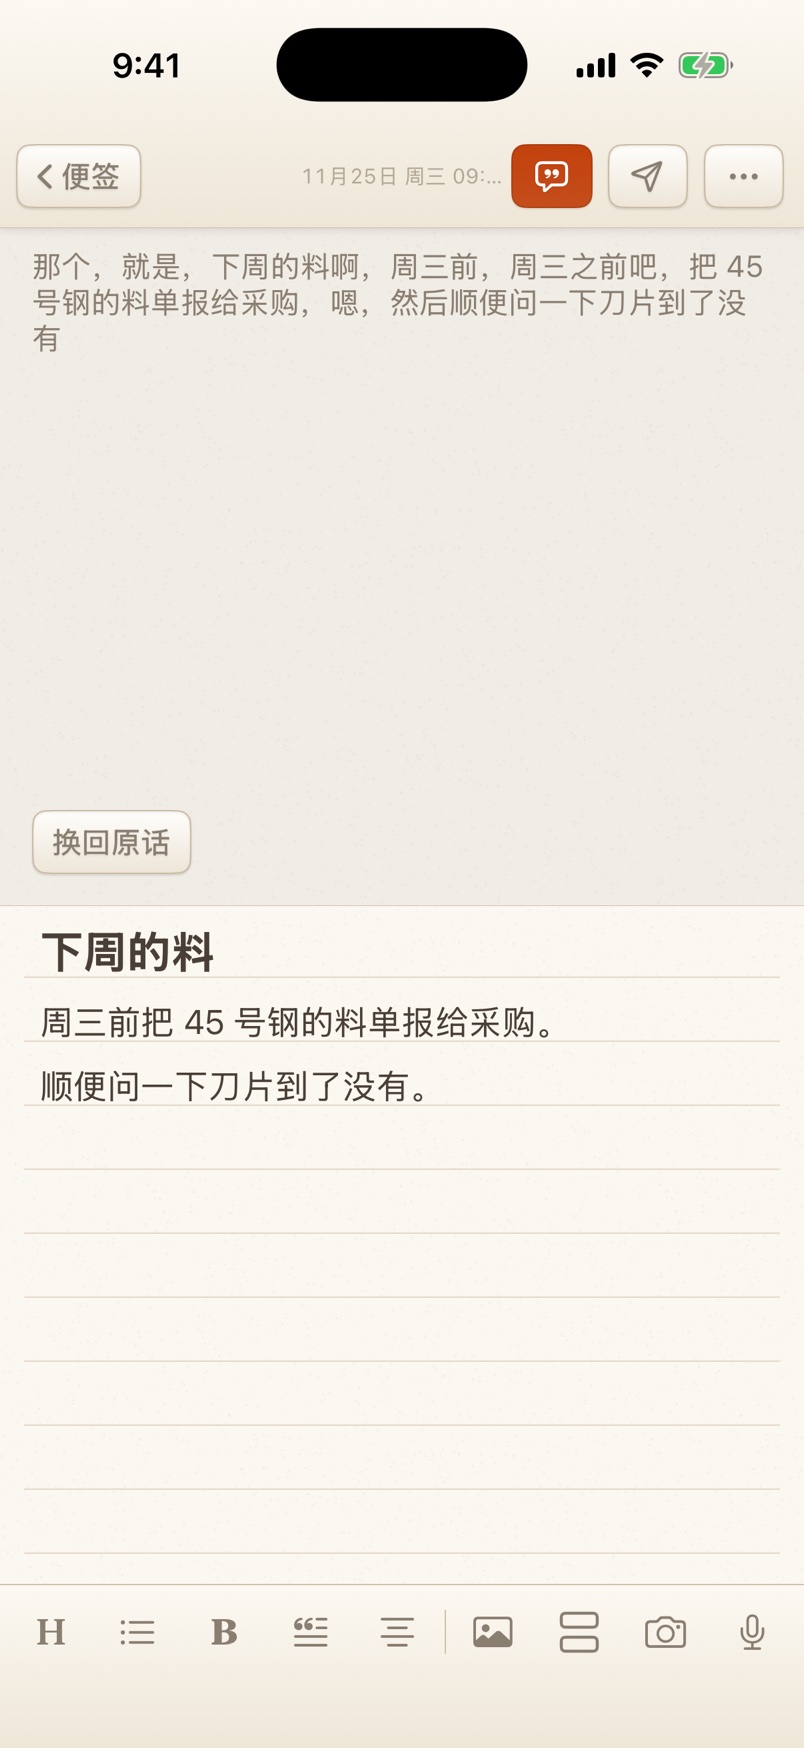 9:41
便签
11月25日 周三 09:...
那个，就是，下周的料啊，周三前，周三之前吧，把 45
号钢的料单报给采购，嗯，然后顺便问一下刀片到了没
有
换回原话
下周的料
周三前把 45 号钢的料单报给采购。
顺便问一下刀片到了没有。
H
B